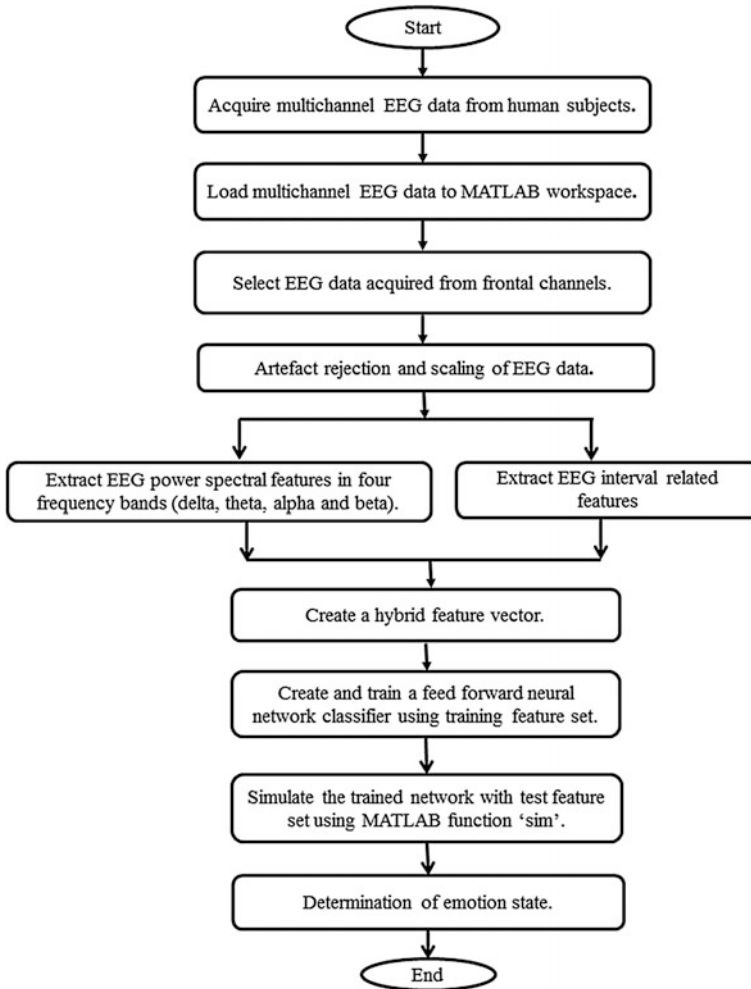 Start
Acquire multichannel EEG data from human subjects.
Load multichannel EEG data to MATLAB workspace.
Select EEG data acquired from frontal channels.
Artefact rejection and scaling of EEG data.
Extract EEG power spectral features in four
frequency bands (delta, theta, alpha and beta).
Extract EEG interval related
features
Create a hybrid feature vector.
Create and train a feed forward neural
network classifier using training feature set.
Simulate the trained network with test feature
set using MATLAB function ‘sim’.
Determination of emotion state.
End